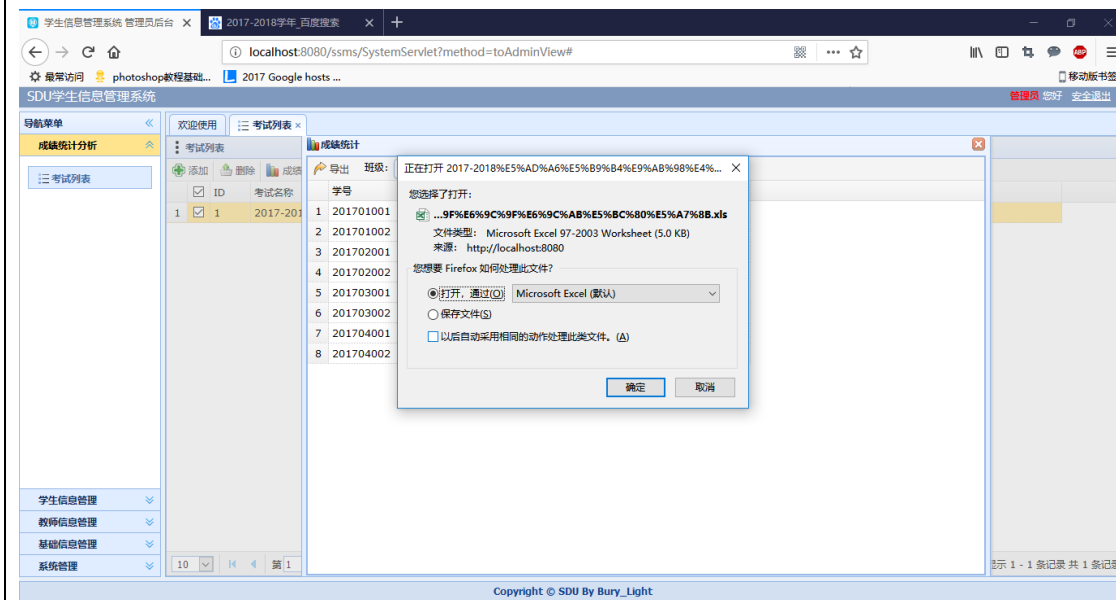 学生信息管理系统 管理员后台
2017-2018学年_百度搜索
localhost:8080/ssms/SystemServlet?method=toAdminView#
ABP
最常访问 photoshop教程基础... 2017 Google hosts ... 移动版书签
SDU学生信息管理系统 管理员 您好 安全退出
导航菜单
成绩统计分析
考试列表
学生信息管理
教师信息管理
基础信息管理
系统管理
欢迎使用 考试列表
考试列表
添加 删除 成绩
ID 考试名称
1 1 2017-201
10 第 1
成绩统计
导出 班级:
学号
1 201701001
2 201701002
3 201702001
4 201702002
5 201703001
6 201703002
7 201704001
8 201704002
正在打开 2017-2018%E5%AD%A6%E5%B9%B4%E9%AB%98%E4%...
您选择了打开:
...9F%E6%9C%9F%E6%9C%AB%E5%BC%80%E5%A7%8B.xls
文件类型: Microsoft Excel 97-2003 Worksheet (5.0 KB)
来源: http://localhost:8080
您想要 Firefox 如何处理此文件?
打开，通过(O) Microsoft Excel (默认)
保存文件(S)
以后自动采用相同的动作处理此类文件。(A)
确定 取消
示 1 - 1 条记录 共 1 条记录
Copyright © SDU By Bury_Light